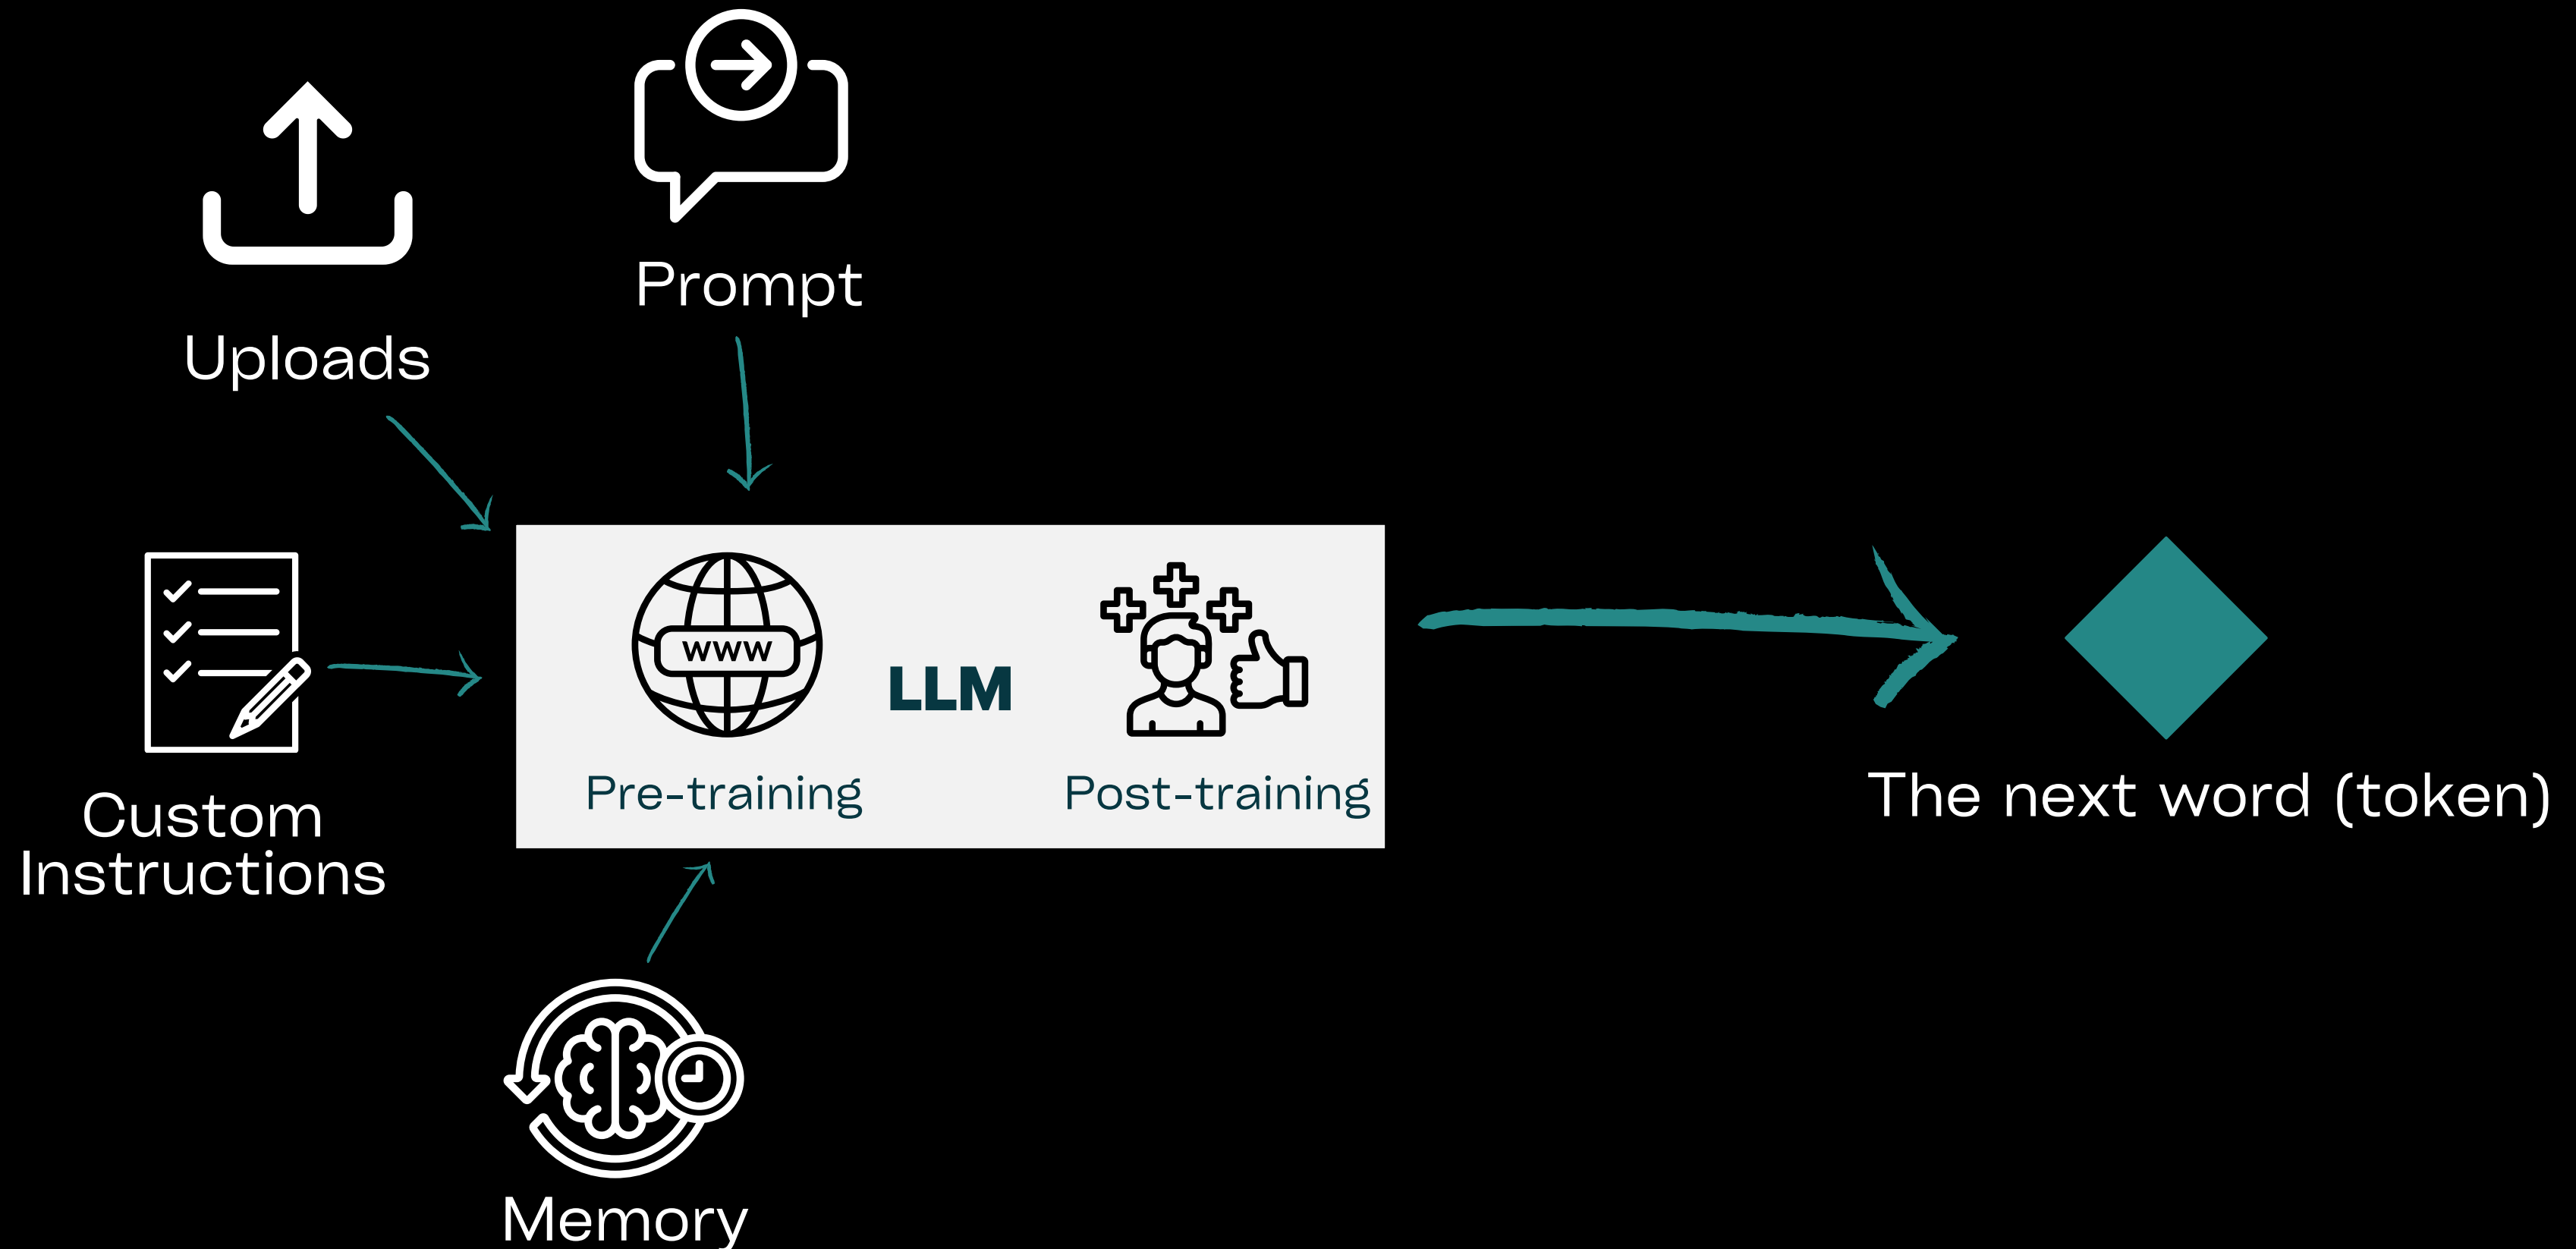 Prompt
Uploads
www
LLM
Pre-training
Post-training
The next word (token)
Custom
Instructions
Memory